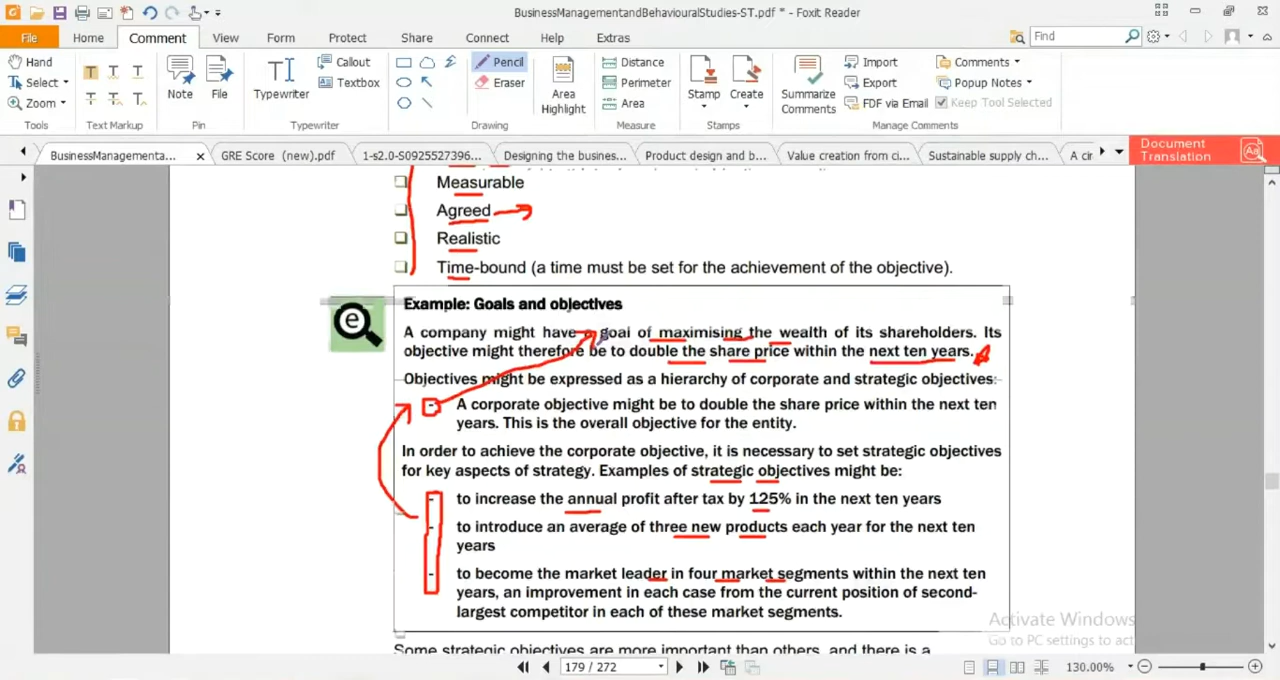 BusinessManagementandBehaviouralStudies-ST.pdf * - Foxit Reader
File Home Comment View Form Protect Share Connect Help Extras Find
Hand
Select
Zoom
Tools
Text Markup
Note
File
Pin
Typewriter
Callout
Textbox
Typewriter
Pencil
Eraser
Drawing
Area
Highlight
Distance
Perimeter
Area
Measure
Stamp
Create
Stamps
Summarize
Comments
Import
Export
FDF via Email
Comments
Popup Notes
Keep Tool Selected
Manage Comments
BusinessManagementa... GRE Score (new).pdf 1-s2.0-S0925527396... Designing the busines... Product design and b... Value creation from ci... Sustainable supply ch... A cir
Document
Translation
Measurable
Agreed
Realistic
Time-bound (a time must be set for the achievement of the objective).
e
Example: Goals and objectives
A company might have a goal of maximising the wealth of its shareholders. Its
objective might therefore be to double the share price within the next ten years.
Objectives might be expressed as a hierarchy of corporate and strategic objectives:
- A corporate objective might be to double the share price within the next ten
years. This is the overall objective for the entity.
In order to achieve the corporate objective, it is necessary to set strategic objectives
for key aspects of strategy. Examples of strategic objectives might be:
- to increase the annual profit after tax by 125% in the next ten years
- to introduce an average of three new products each year for the next ten
years
- to become the market leader in four market segments within the next ten
years, an improvement in each case from the current position of second-
largest competitor in each of these market segments.
Some strategic objectives are more important than others, and there is a
Activate Windows
Go to PC settings to act
179 / 272
130.00%